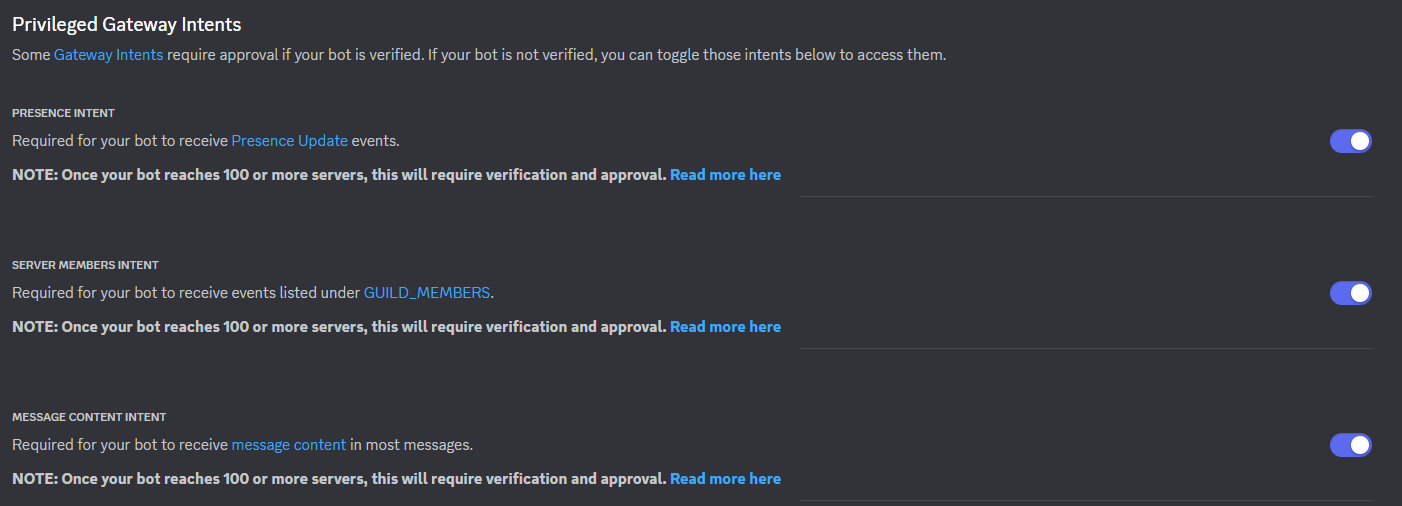 Privileged Gateway Intents
Some Gateway Intents require approval if your bot is verified. If your bot is not verified, you can toggle those intents below to access them.
PRESENCE INTENT
Required for your bot to receive Presence Update events.
NOTE: Once your bot reaches 100 or more servers, this will require verification and approval. Read more here
SERVER MEMBERS INTENT
Required for your bot to receive events listed under GUILD_MEMBERS.
NOTE: Once your bot reaches 100 or more servers, this will require verification and approval. Read more here
MESSAGE CONTENT INTENT
Required for your bot to receive message content in most messages.
NOTE: Once your bot reaches 100 or more servers, this will require verification and approval. Read more here